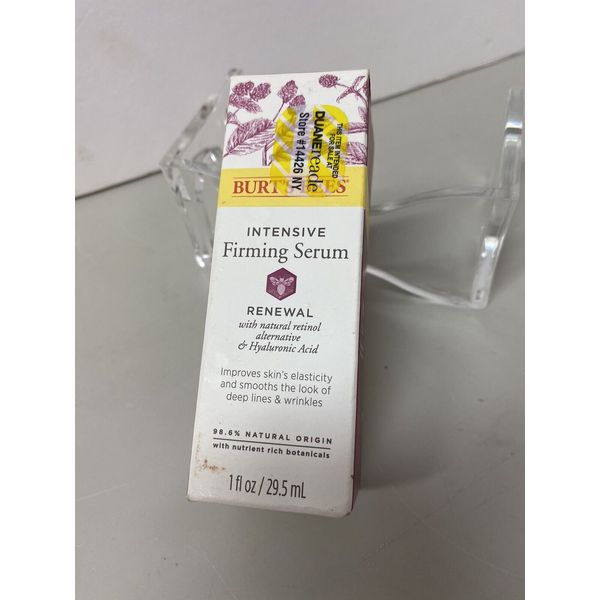 THIS ITEM INTENDED
FOR SALE AT
DUANEreade
Store #14426 NY
BURT'S BEES®
INTENSIVE
Firming Serum
RENEWAL
with natural retinol
alternative
& Hyaluronic Acid
Improves skin's elasticity
and smooths the look of
deep lines & wrinkles
98.6% NATURAL ORIGIN
with nutrient rich botanicals
1 fl oz / 29.5 mL